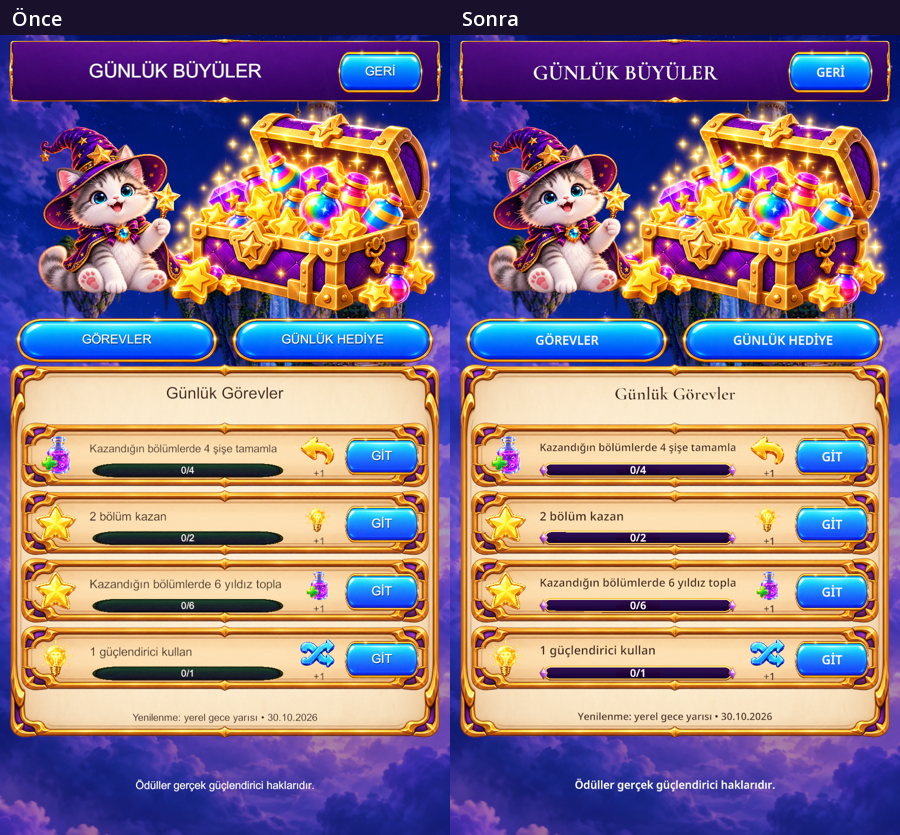 Önce
GÜNLÜK BÜYÜLER
GERİ
GÖREVLER
GÜNLÜK HEDİYE
Günlük Görevler
Kazandığın bölümlerde 4 şişe tamamla
0/4
+1
GİT
2 bölüm kazan
0/2
+1
GİT
Kazandığın bölümlerde 6 yıldız topla
0/6
+1
GİT
1 güçlendirici kullan
0/1
+1
GİT
Yenilenme: yerel gece yarısı • 30.10.2026
Ödüller gerçek güçlendirici haklarıdır.
Sonra
GÜNLÜK BÜYÜLER
GERİ
GÖREVLER
GÜNLÜK HEDİYE
Günlük Görevler
Kazandığın bölümlerde 4 şişe tamamla
0/4
+1
GİT
2 bölüm kazan
0/2
+1
GİT
Kazandığın bölümlerde 6 yıldız topla
0/6
+1
GİT
1 güçlendirici kullan
0/1
+1
GİT
Yenilenme: yerel gece yarısı • 30.10.2026
Ödüller gerçek güçlendirici haklarıdır.